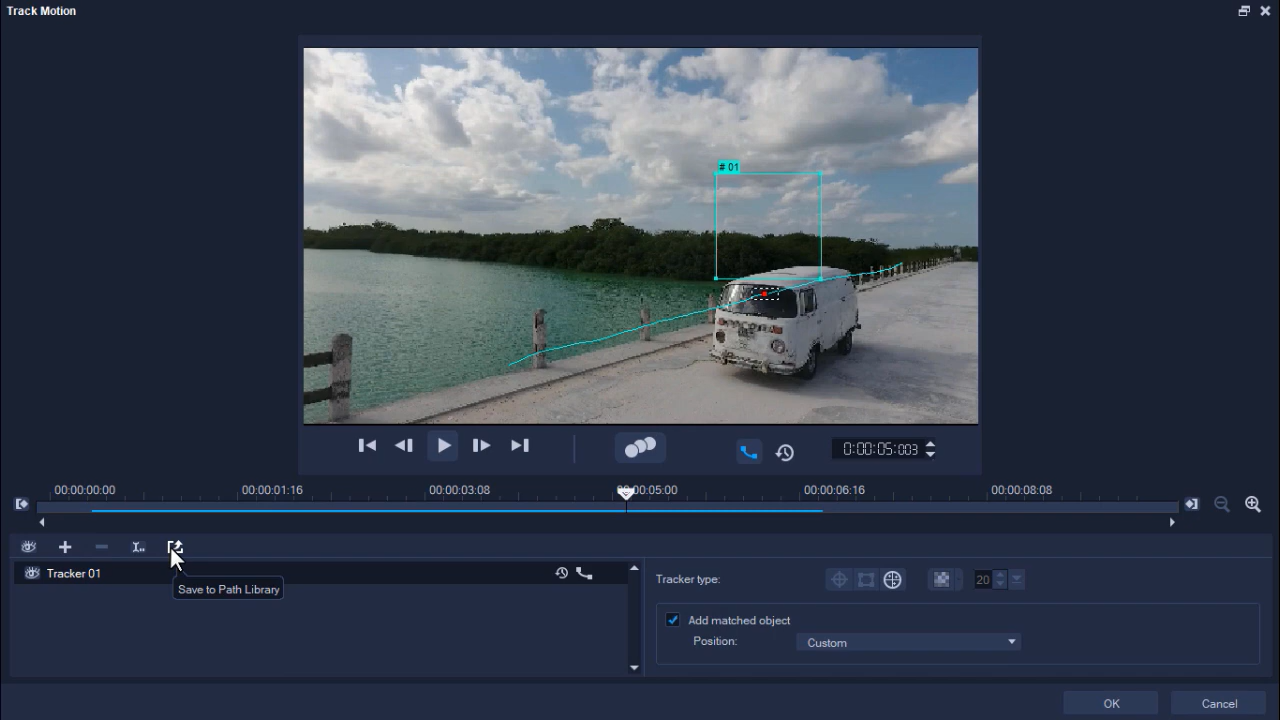 Track Motion
# 01
0:00:05:003
00:00:00:00
00:00:01:16
00:00:03:08
00:00:05:00
00:00:06:16
00:00:08:08
I..
Tracker 01
Save to Path Library
Tracker type:
20
Add matched object
Position:
Custom
OK
Cancel